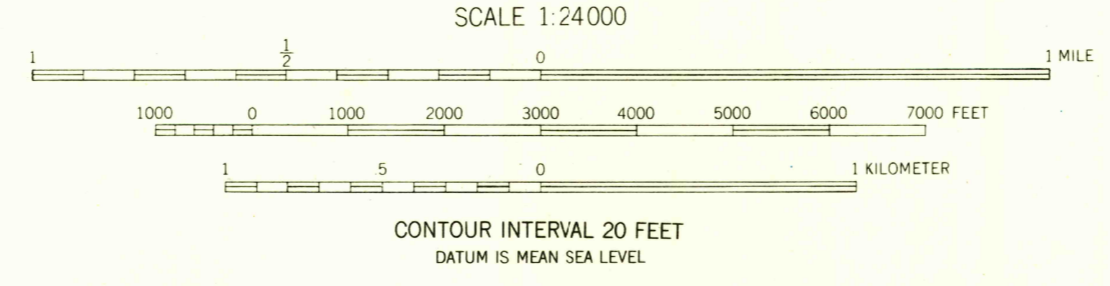 SCALE 1:24000
1 1/2 0 1 MILE
1000 0 1000 2000 3000 4000 5000 6000 7000 FEET
1 .5 0 1 KILOMETER
CONTOUR INTERVAL 20 FEET
DATUM IS MEAN SEA LEVEL